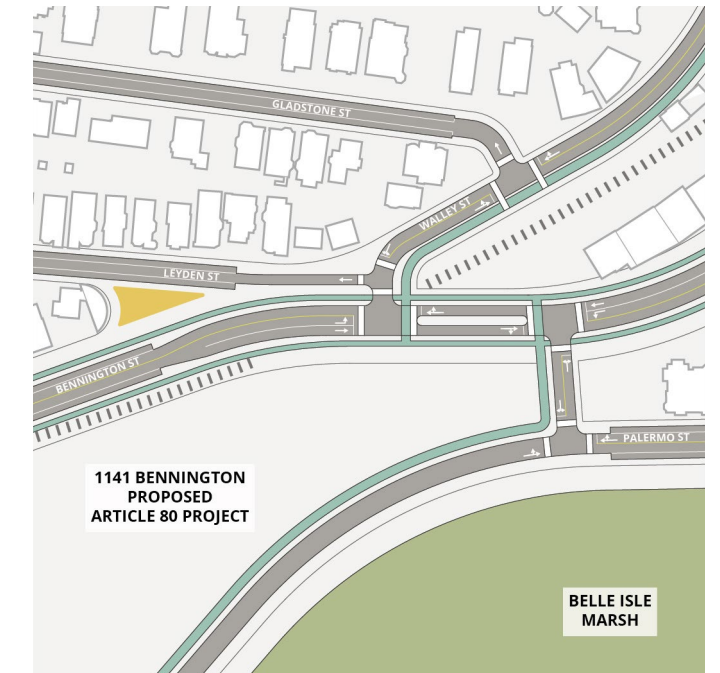 GLADSTONE ST
WALLEY ST
LEYDEN ST
BENNINGTON ST
PALERMO ST
1141 BENNINGTON
PROPOSED
ARTICLE 80 PROJECT
BELLE ISLE
MARSH